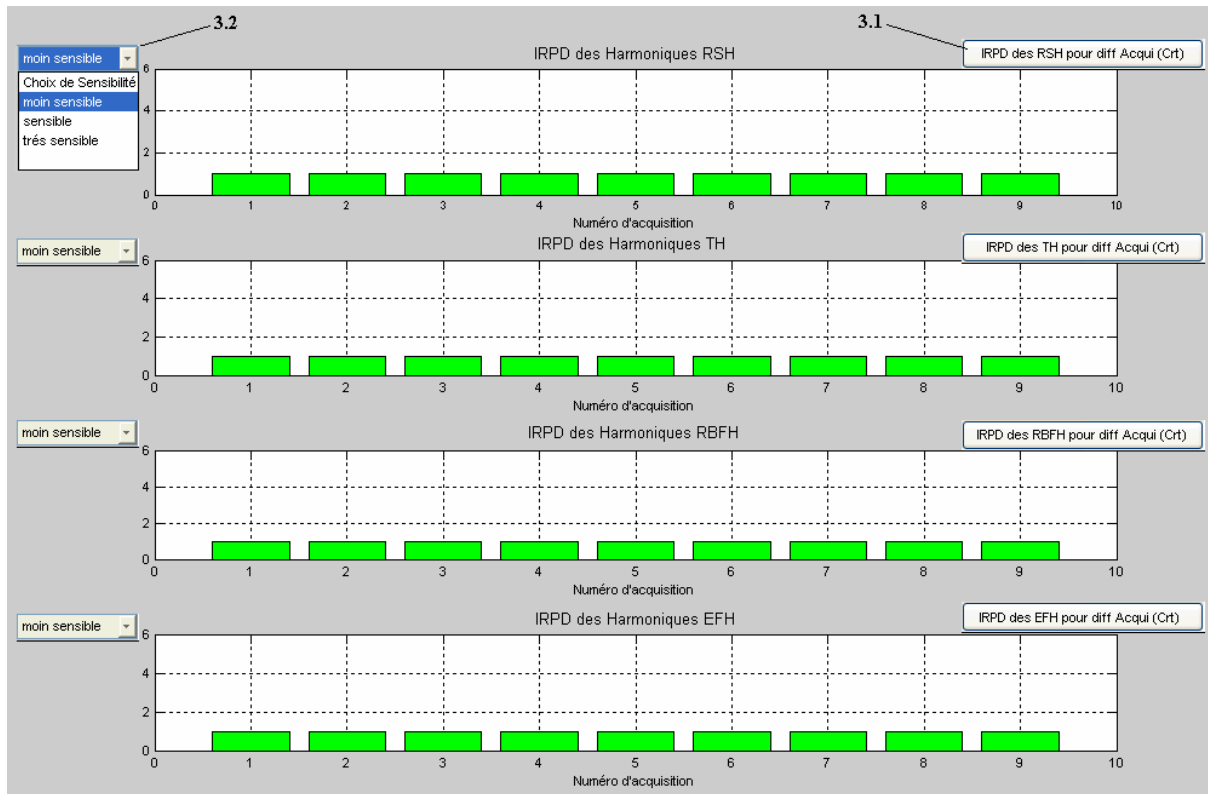 3.2
3.1
moin sensible
IRPD des Harmoniques RSH
IRPD des RSH pour diff Acqui (Crt)
Choix de Sensibilité
moin sensible
sensible
trés sensible
6
4
2
0
0 1 2 3 4 5 6 7 8 9 10
Numéro d'acquisition
moin sensible
IRPD des Harmoniques TH
IRPD des TH pour diff Acqui (Crt)
6
4
2
0
0 1 2 3 4 5 6 7 8 9 10
Numéro d'acquisition
moin sensible
IRPD des Harmoniques RBFH
IRPD des RBFH pour diff Acqui (Crt)
6
4
2
0
0 1 2 3 4 5 6 7 8 9 10
Numéro d'acquisition
moin sensible
IRPD des Harmoniques EFH
IRPD des EFH pour diff Acqui (Crt)
6
4
2
0
0 1 2 3 4 5 6 7 8 9 10
Numéro d'acquisition